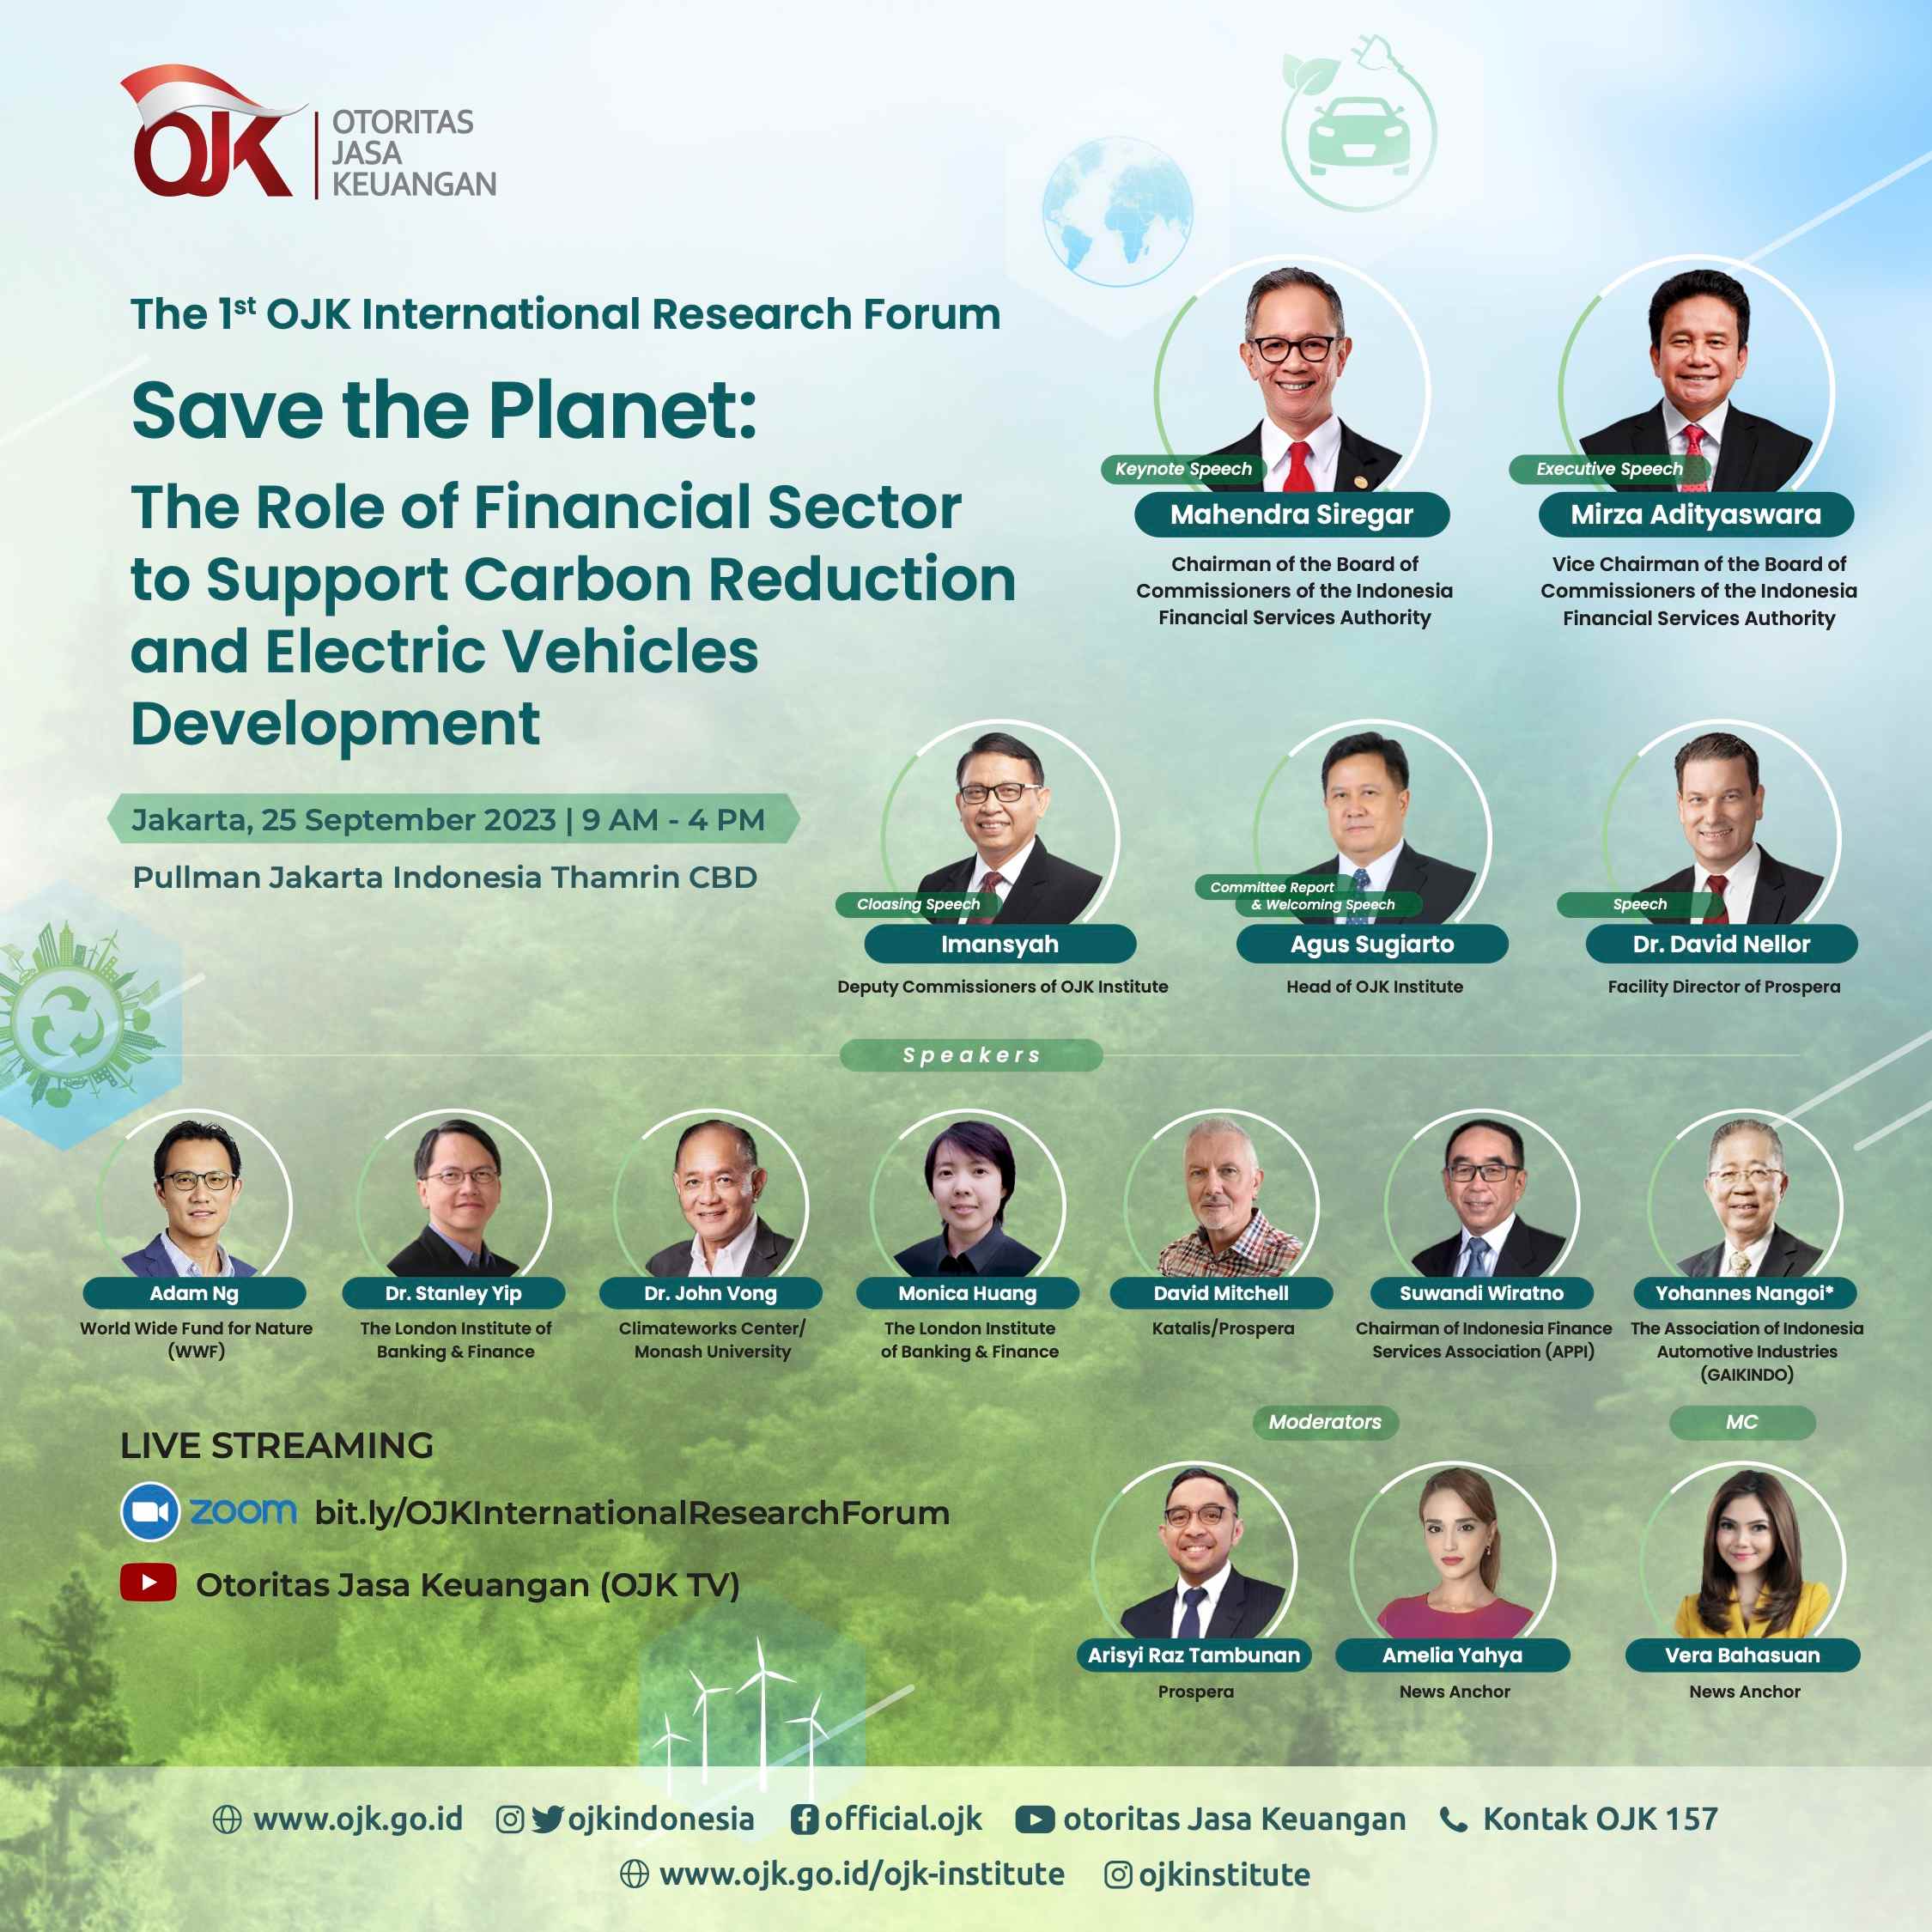 OJK
OTORITAS
JASA
KEUANGAN
The 1st OJK International Research Forum
Save the Planet:
The Role of Financial Sector
to Support Carbon Reduction
and Electric Vehicles
Development
Jakarta, 25 September 2023 | 9 AM - 4 PM
Pullman Jakarta Indonesia Thamrin CBD
Keynote Speech
Mahendra Siregar
Chairman of the Board of
Commissioners of the Indonesia
Financial Services Authority
Executive Speech
Mirza Adityaswara
Vice Chairman of the Board of
Commissioners of the Indonesia
Financial Services Authority
Cloasing Speech
Imansyah
Deputy Commissioners of OJK Institute
Committee Report
& Welcoming Speech
Agus Sugiarto
Head of OJK Institute
Speech
Dr. David Nellor
Facility Director of Prospera
Speakers
Adam Ng
World Wide Fund for Nature
(WWF)
Dr. Stanley Yip
The London Institute of
Banking & Finance
Dr. John Vong
Climateworks Center/
Monash University
Monica Huang
The London Institute
of Banking & Finance
David Mitchell
Katalis/Prospera
Suwandi Wiratno
Chairman of Indonesia Finance
Services Association (APPI)
Yohannes Nangoi*
The Association of Indonesia
Automotive Industries
(GAIKINDO)
LIVE STREAMING
zoom bit.ly/OJKInternationalResearchForum
Otoritas Jasa Keuangan (OJK TV)
Moderators
Arisyi Raz Tambunan
Prospera
Amelia Yahya
News Anchor
MC
Vera Bahasuan
News Anchor
www.ojk.go.id ojkindonesia official.ojk otoritas Jasa Keuangan Kontak OJK 157
www.ojk.go.id/ojk-institute ojkinstitute